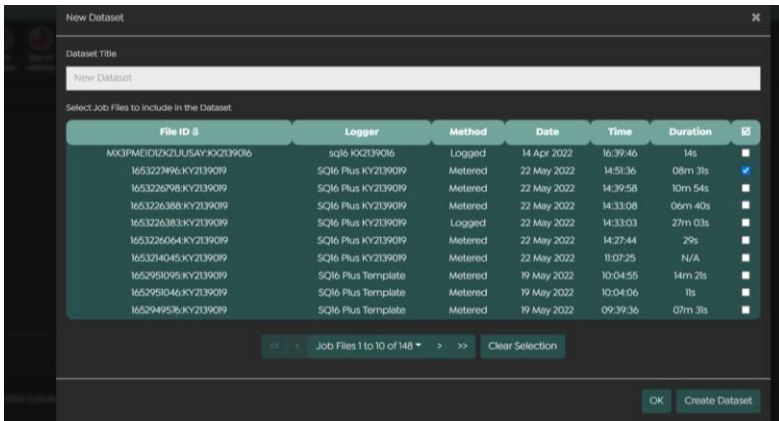 New Dataset
Dataset Title
New Dataset
Select Job Files to include in the Dataset
File ID Logger Method Date Time Duration
MX3PMEIDIZKZUUSAY:KX2139016 sq16 KX2139016 Logged 14 Apr 2022 16:39:46 14s
1653227496:KY2139019 SQ16 Plus KY2139019 Metered 22 May 2022 14:51:36 08m 31s
1653226798:KY2139019 SQ16 Plus KY2139019 Metered 22 May 2022 14:39:58 10m 54s
1653226388:KY2139019 SQ16 Plus KY2139019 Metered 22 May 2022 14:33:08 06m 40s
1653226383:KY2139019 SQ16 Plus KY2139019 Logged 22 May 2022 14:33:03 27m 03s
1653226064:KY2139019 SQ16 Plus KY2139019 Metered 22 May 2022 14:27:44 29s
1653214045:KY2139019 SQ16 Plus KY2139019 Metered 22 May 2022 11:07:25 N/A
1652951095:KY2139019 SQ16 Plus Template Metered 19 May 2022 10:04:55 14m 21s
1652951046:KY2139019 SQ16 Plus Template Metered 19 May 2022 10:04:06 11s
1652949576:KY2139019 SQ16 Plus Template Metered 19 May 2022 09:39:36 07m 31s
<< < Job Files 1 to 10 of 148 > >> Clear Selection
OK Create Dataset